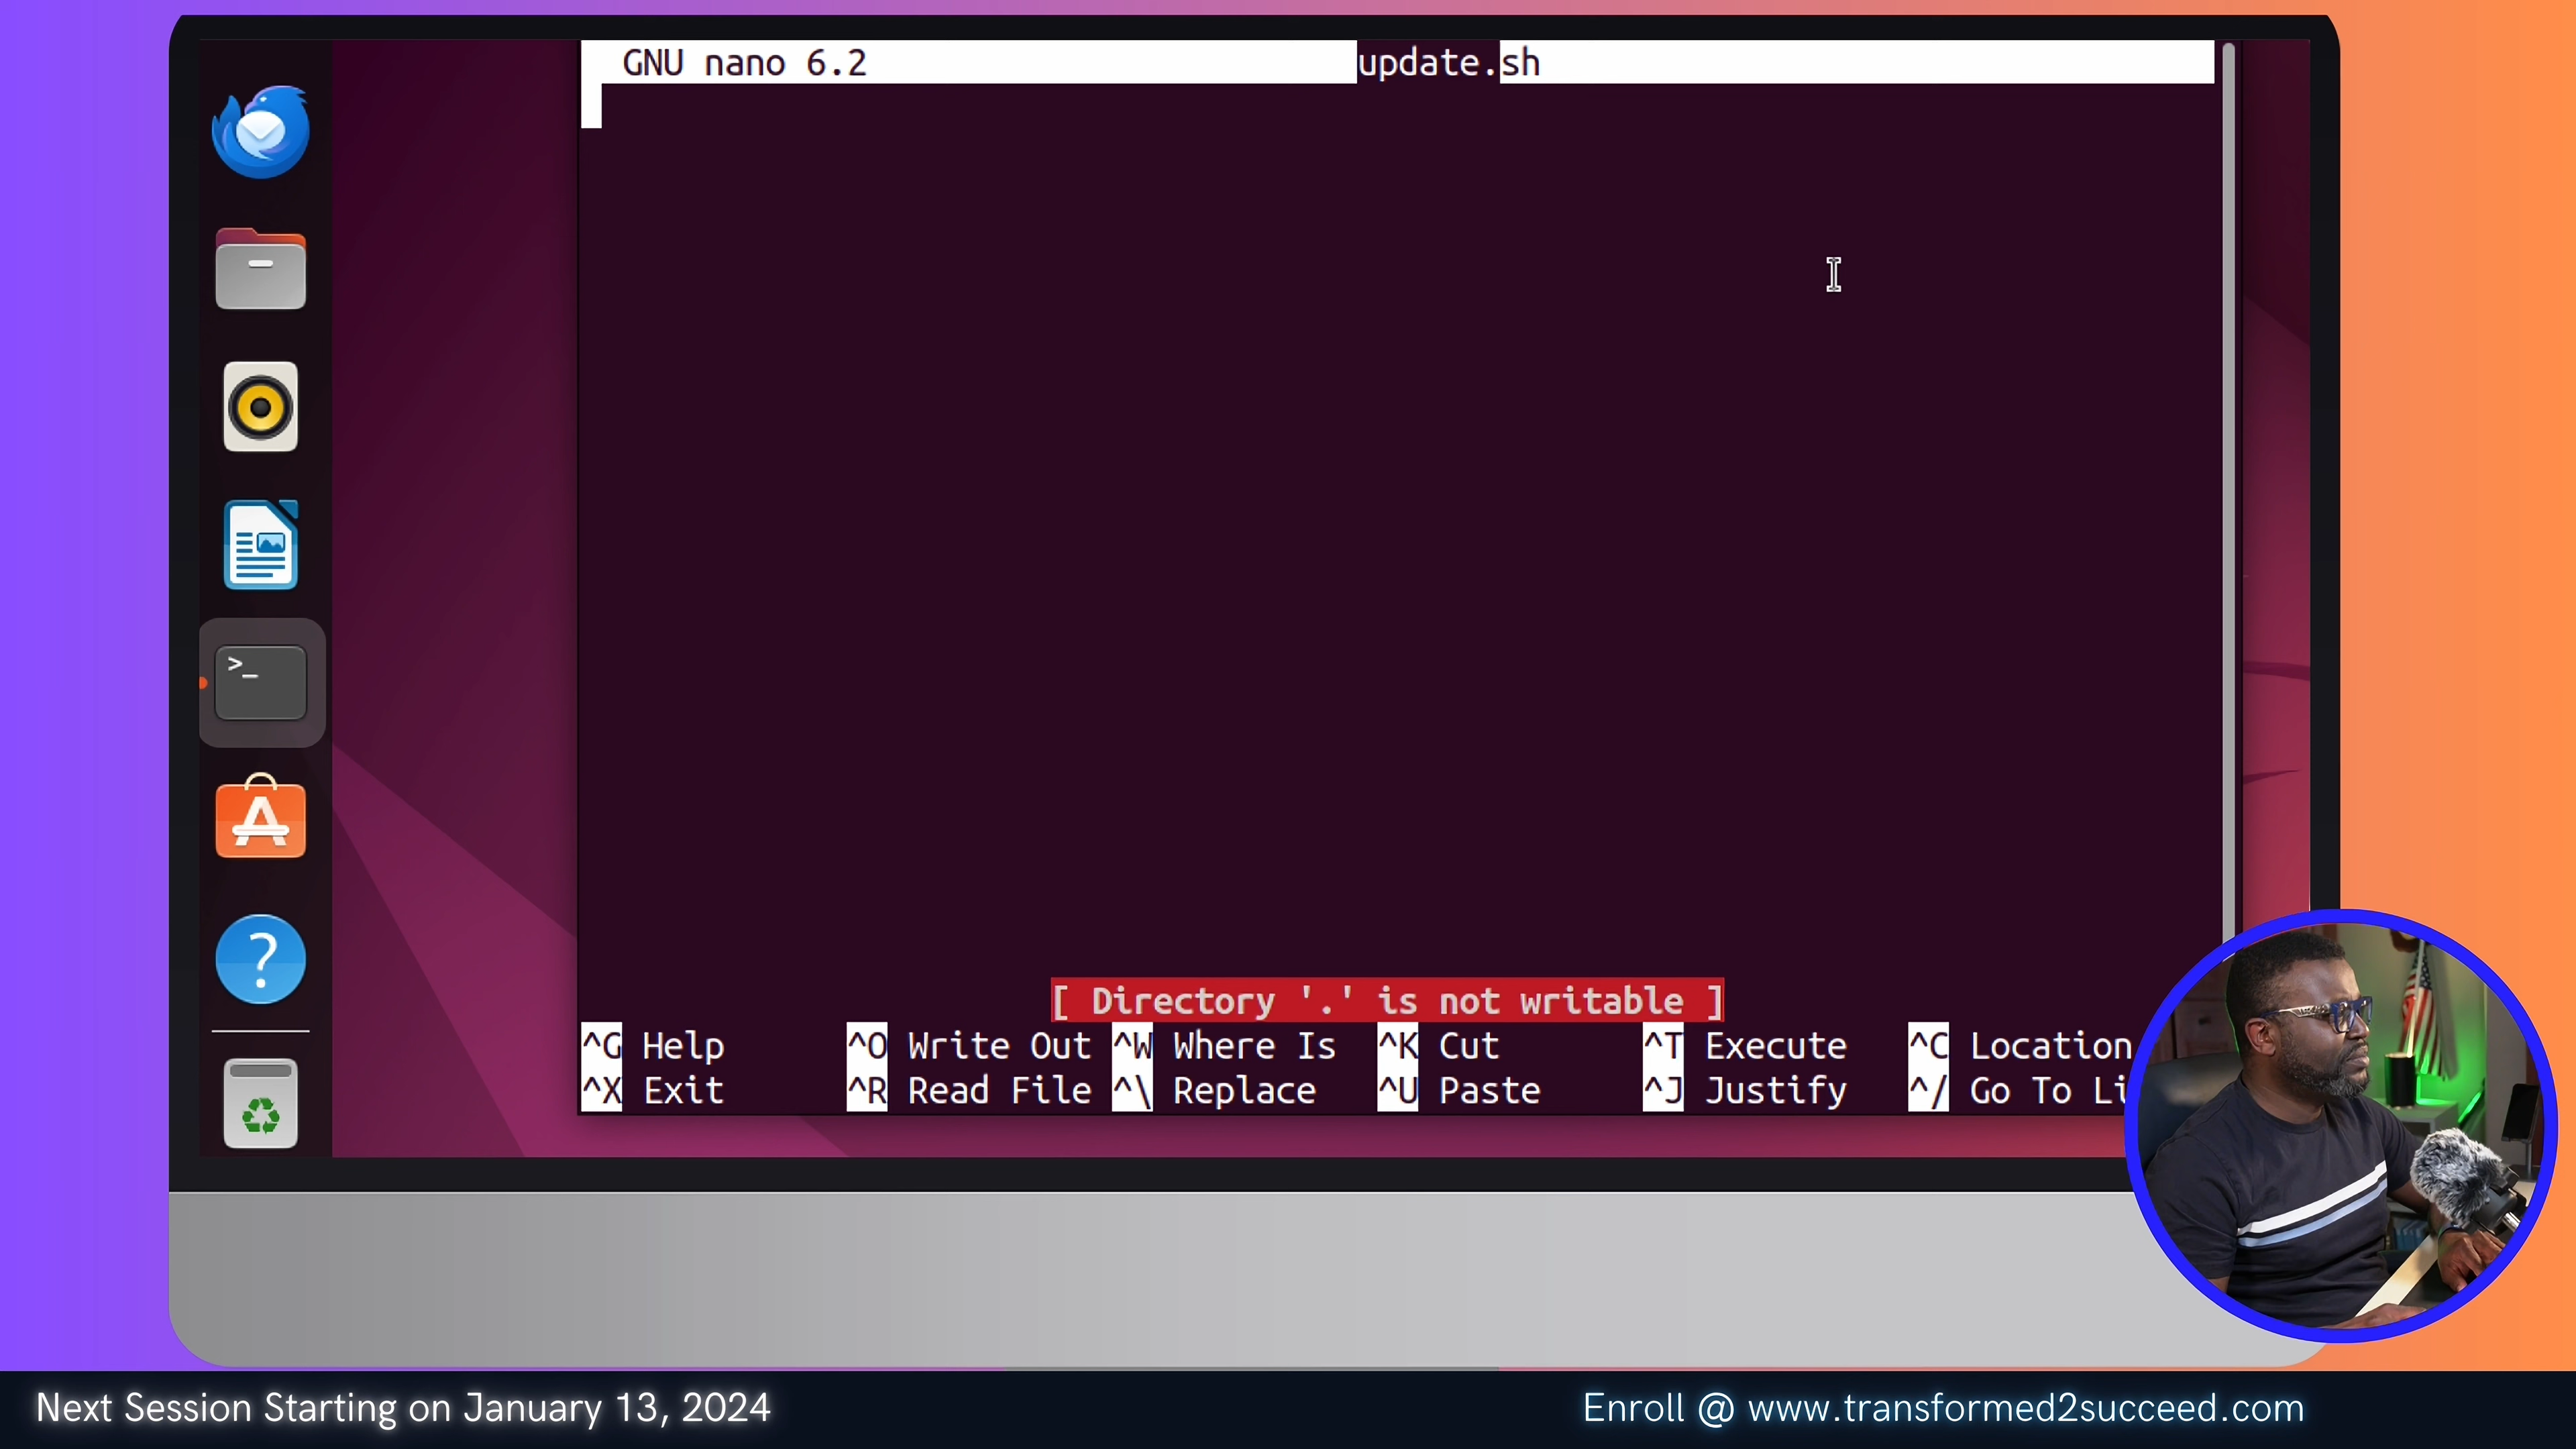 GNU nano 6.2 update.sh
>_
[ Directory '.' is not writable ]
^G Help ^O Write Out ^W Where Is ^K Cut ^T Execute ^C Location
^X Exit ^R Read File ^\ Replace ^U Paste ^J Justify ^/ Go To Li
Next Session Starting on January 13, 2024
Enroll @ www.transformed2succeed.com